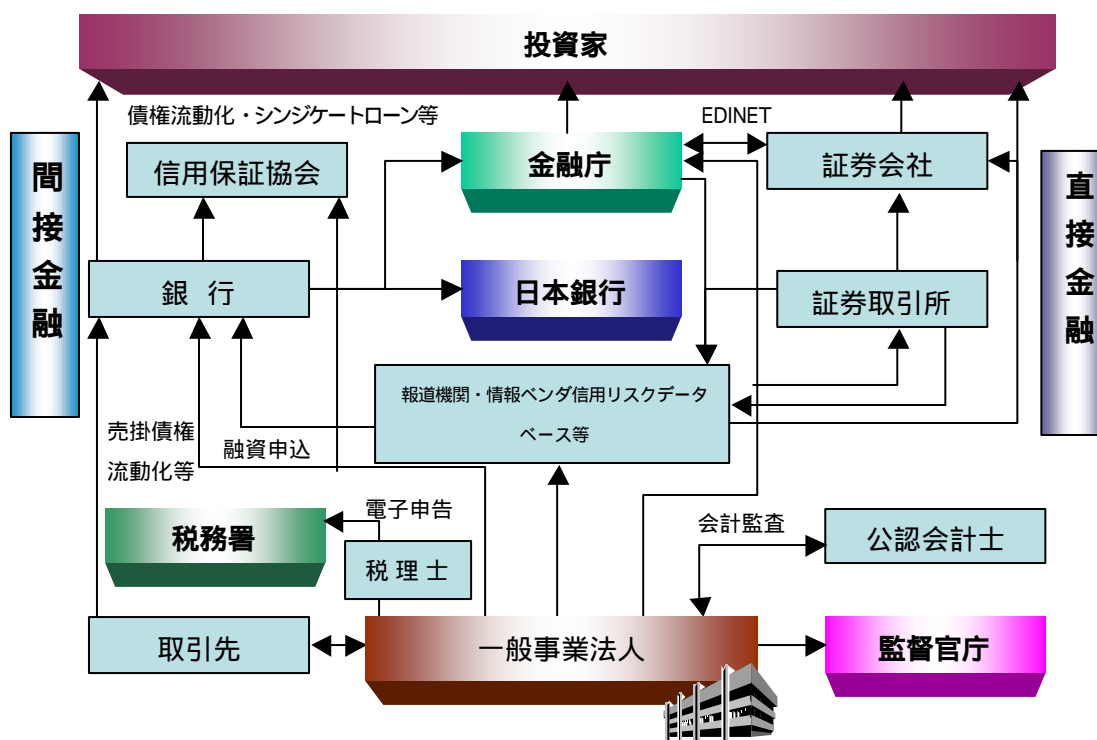 投資家
債権流動化・シンジケートローン等
EDINET
間接金融
信用保証協会
金融庁
証券会社
直接金融
銀 行
日本銀行
証券取引所
報道機関・情報ベンダ信用リスクデータ
ベース等
売掛債権
流動化等
融資申込
電子申告
税務署
税 理 士
会計監査
公認会計士
取引先
一般事業法人
監督官庁